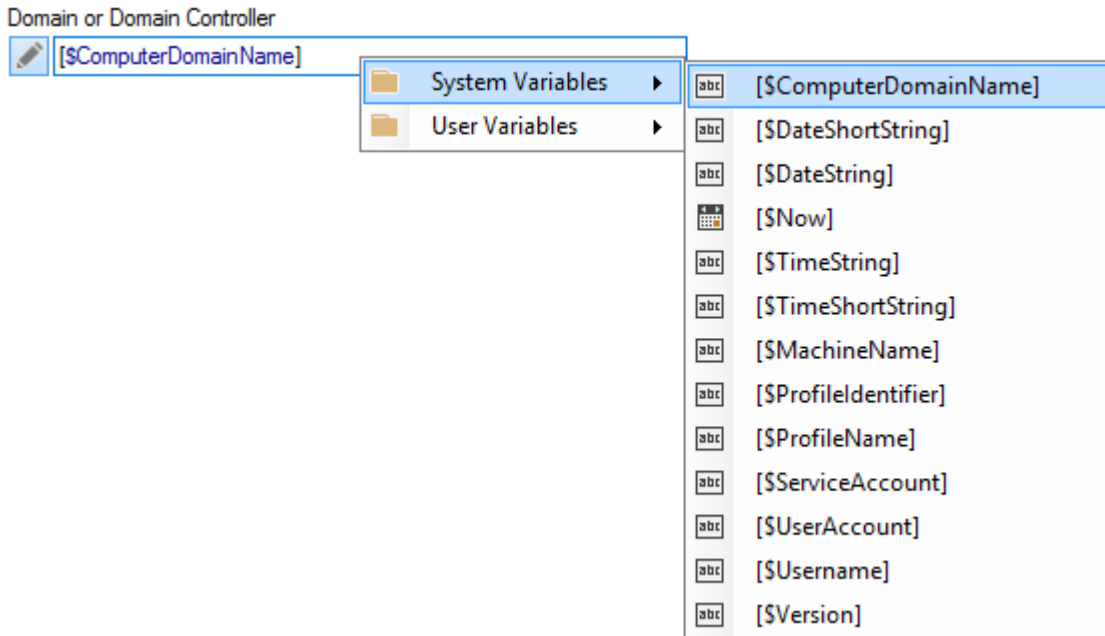 Domain or Domain Controller
[$ComputerDomainName]
System Variables
User Variables
[$ComputerDomainName]
[$DateShortString]
[$DateString]
[$Now]
[$TimeString]
[$TimeShortString]
[$MachineName]
[$ProfileIdentifier]
[$ProfileName]
[$ServiceAccount]
[$UserAccount]
[$Username]
[$Version]